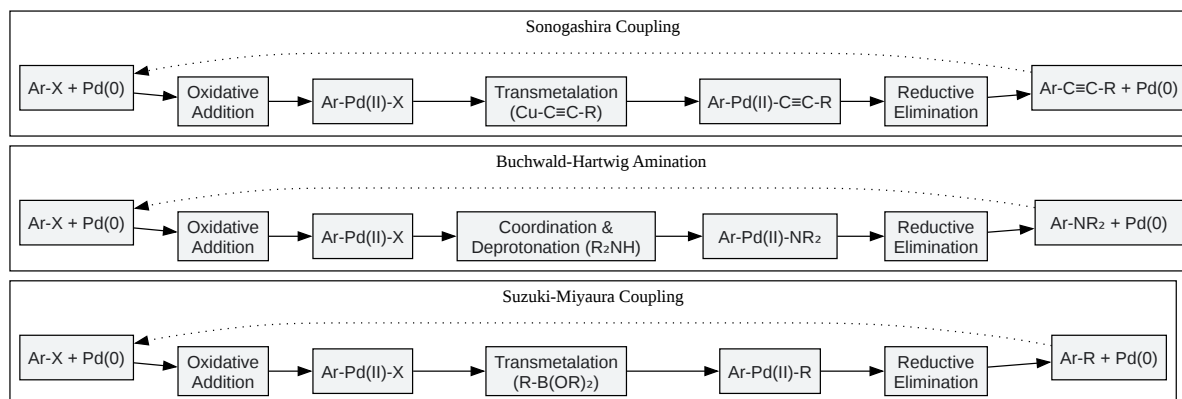 Sonogashira Coupling
Ar-X + Pd(0)
Oxidative
Addition
Ar-Pd(II)-X
Transmetalation
(Cu-C≡C-R)
Ar-Pd(II)-C≡C-R
Reductive
Elimination
Ar-C≡C-R + Pd(0)
Buchwald-Hartwig Amination
Ar-X + Pd(0)
Oxidative
Addition
Ar-Pd(II)-X
Coordination &
Deprotonation (R₂NH)
Ar-Pd(II)-NR₂
Reductive
Elimination
Ar-NR₂ + Pd(0)
Suzuki-Miyaura Coupling
Ar-X + Pd(0)
Oxidative
Addition
Ar-Pd(II)-X
Transmetalation
(R-B(OR)₂)
Ar-Pd(II)-R
Reductive
Elimination
Ar-R + Pd(0)